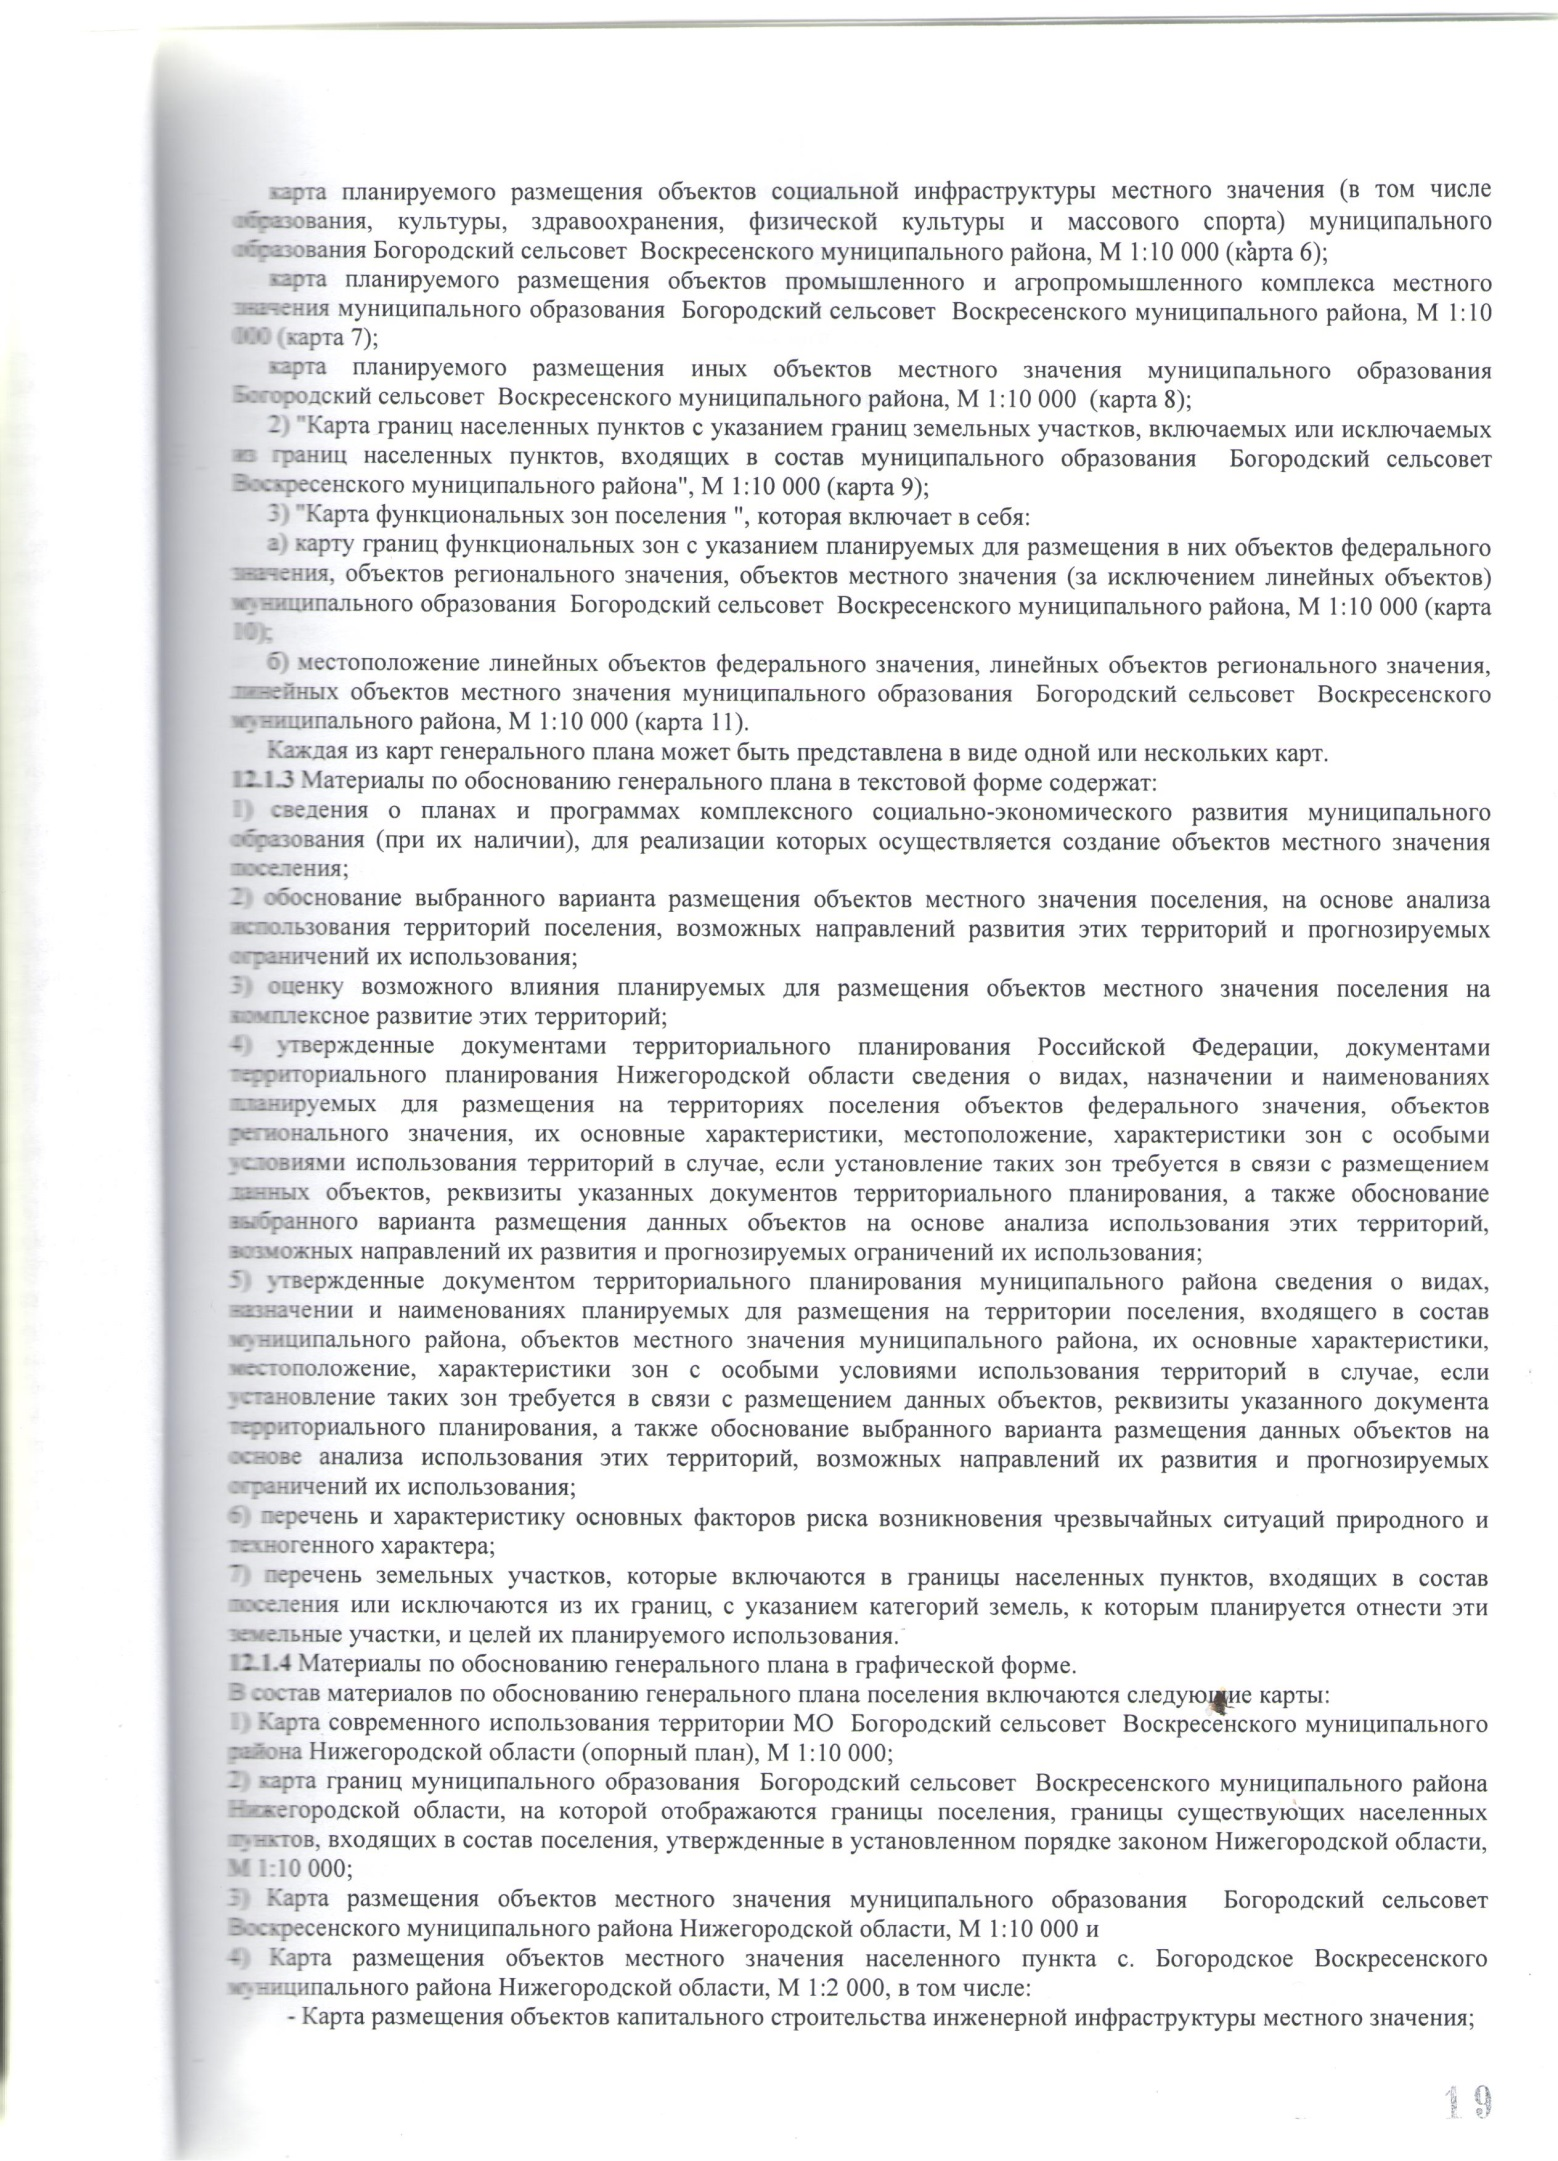 карта планируемого размещения объектов социальной инфраструктуры местного значения (в том числе
образования, культуры, здравоохранения, физической культуры и массового спорта) муниципального
образования Богородский сельсовет Воскресенского муниципального района, М 1:10 000 (карта 6);
карта планируемого размещения объектов промышленного и агропромышленного комплекса местного
значения муниципального образования Богородский сельсовет Воскресенского муниципального района, М 1:10
000 (карта 7);
карта планируемого размещения иных объектов местного значения муниципального образования
Богородский сельсовет Воскресенского муниципального района, М 1:10 000 (карта 8);
2) "Карта границ населенных пунктов с указанием границ земельных участков, включаемых или исключаемых
из границ населенных пунктов, входящих в состав муниципального образования Богородский сельсовет
Воскресенского муниципального района", М 1:10 000 (карта 9);
3) "Карта функциональных зон поселения ", которая включает в себя:
а) карту границ функциональных зон с указанием планируемых для размещения в них объектов федерального
значения, объектов регионального значения, объектов местного значения (за исключением линейных объектов)
муниципального образования Богородский сельсовет Воскресенского муниципального района, М 1:10 000 (карта
10);
б) местоположение линейных объектов федерального значения, линейных объектов регионального значения,
линейных объектов местного значения муниципального образования Богородский сельсовет Воскресенского
муниципального района, М 1:10 000 (карта 11).
Каждая из карт генерального плана может быть представлена в виде одной или нескольких карт.
12.1.3 Материалы по обоснованию генерального плана в текстовой форме содержат:
1) сведения о планах и программах комплексного социально-экономического развития муниципального
образования (при их наличии), для реализации которых осуществляется создание объектов местного значения
поселения;
2) обоснование выбранного варианта размещения объектов местного значения поселения, на основе анализа
использования территорий поселения, возможных направлений развития этих территорий и прогнозируемых
ограничений их использования;
3) оценку возможного влияния планируемых для размещения объектов местного значения поселения на
комплексное развитие этих территорий;
4) утвержденные документами территориального планирования Российской Федерации, документами
территориального планирования Нижегородской области сведения о видах, назначении и наименованиях
планируемых для размещения на территориях поселения объектов федерального значения, объектов
регионального значения, их основные характеристики, местоположение, характеристики зон с особыми
условиями использования территорий в случае, если установление таких зон требуется в связи с размещением
данных объектов, реквизиты указанных документов территориального планирования, а также обоснование
выбранного варианта размещения данных объектов на основе анализа использования этих территорий,
возможных направлений их развития и прогнозируемых ограничений их использования;
5) утвержденные документом территориального планирования муниципального района сведения о видах,
назначении и наименованиях планируемых для размещения на территории поселения, входящего в состав
муниципального района, объектов местного значения муниципального района, их основные характеристики,
местоположение, характеристики зон с особыми условиями использования территорий в случае, если
установление таких зон требуется в связи с размещением данных объектов, реквизиты указанного документа
территориального планирования, а также обоснование выбранного варианта размещения данных объектов на
основе анализа использования этих территорий, возможных направлений их развития и прогнозируемых
ограничений их использования;
6) перечень и характеристику основных факторов риска возникновения чрезвычайных ситуаций природного и
техногенного характера;
7) перечень земельных участков, которые включаются в границы населенных пунктов, входящих в состав
поселения или исключаются из их границ, с указанием категорий земель, к которым планируется отнести эти
земельные участки, и целей их планируемого использования.
12.1.4 Материалы по обоснованию генерального плана в графической форме.
В состав материалов по обоснованию генерального плана поселения включаются следующие карты:
1) Карта современного использования территории МО Богородский сельсовет Воскресенского муниципального
района Нижегородской области (опорный план), М 1:10 000;
2) карта границ муниципального образования Богородский сельсовет Воскресенского муниципального района
Нижегородской области, на которой отображаются границы поселения, границы существующих населенных
пунктов, входящих в состав поселения, утвержденные в установленном порядке законом Нижегородской области,
М 1:10 000;
3) Карта размещения объектов местного значения муниципального образования Богородский сельсовет
Воскресенского муниципального района Нижегородской области, М 1:10 000 и
4) Карта размещения объектов местного значения населенного пункта с. Богородское Воскресенского
муниципального района Нижегородской области, М 1:2 000, в том числе:
- Карта размещения объектов капитального строительства инженерной инфраструктуры местного значения;
19